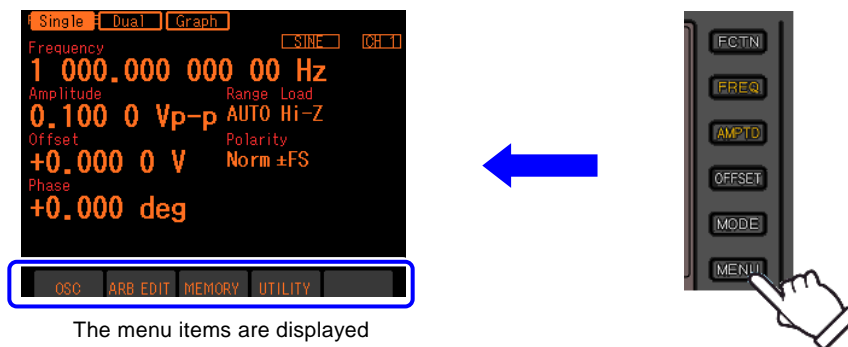 Single Dual Graph
Frequency SINE CH 1
1 000.000 000 00 Hz
Amplitude Range Load
0.100 0 Vp-p AUTO Hi-Z
Offset Polarity
+0.000 0 V Norm ±FS
Phase
+0.000 deg
OSC ARB EDIT MEMORY UTILITY
The menu items are displayed
FCTN
FREQ
AMPTD
OFFSET
MODE
MENU